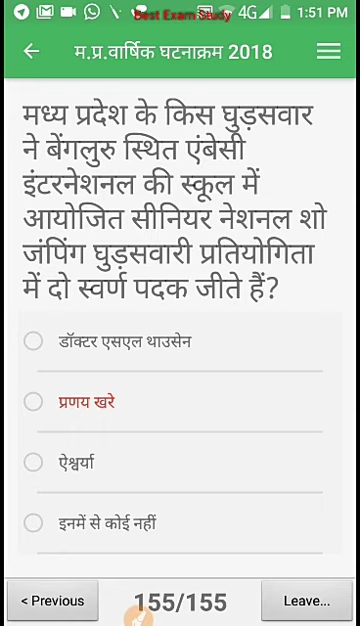 Best Exam Study 4G 1:51 PM
म.प्र.वार्षिक घटनाक्रम 2018
मध्य प्रदेश के किस घुड़सवार
ने बेंगलुरु स्थित एंबेसी
इंटरनेशनल की स्कूल में
आयोजित सीनियर नेशनल शो
जंपिंग घुड़सवारी प्रतियोगिता
में दो स्वर्ण पदक जीते हैं?
डॉक्टर एसएल थाउसेन
प्रणय खरे
ऐश्वर्या
इनमें से कोई नहीं
< Previous 155/155 Leave...